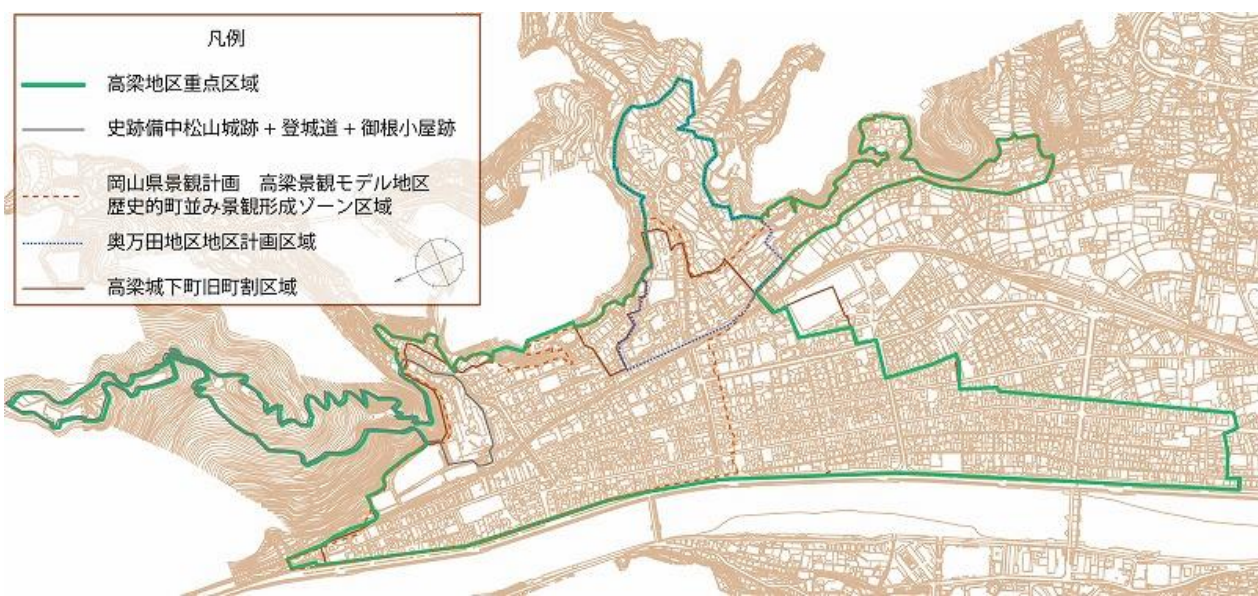 凡例
高梁地区重点区域
史跡備中松山城跡 + 登城道 + 御根小屋跡
岡山県景観計画　高梁景観モデル地区
歴史的町並み景観形成ゾーン区域
奥万田地区地区計画区域
高梁城下町旧町割区域